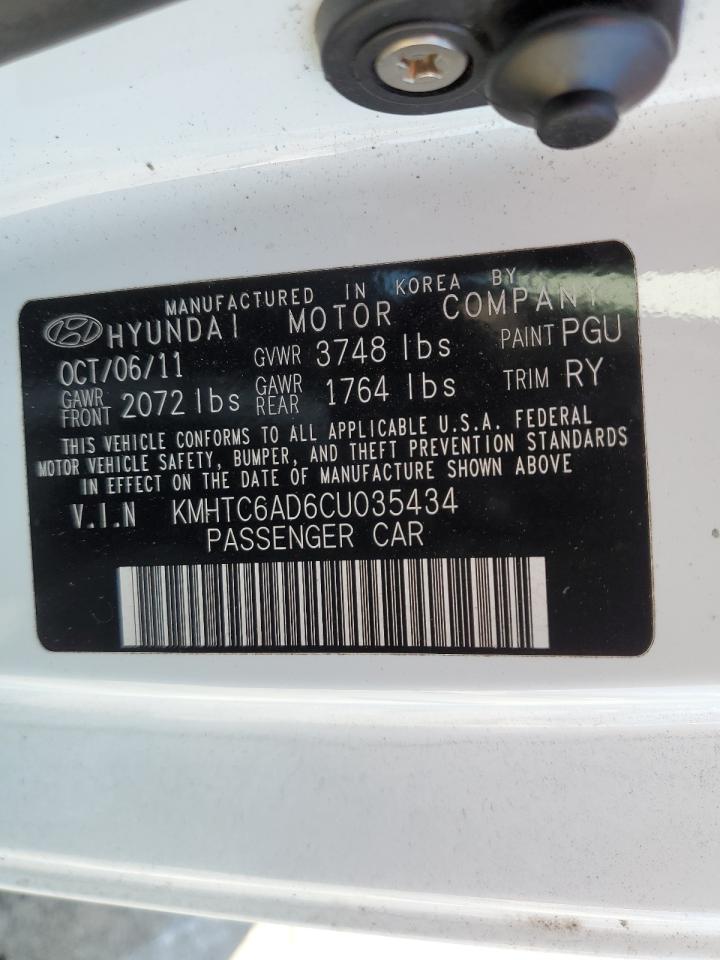 MANUFACTURED IN KOREA BY
HYUNDAI MOTOR COMPANY
OCT/06/11 GVWR 3748 lbs PAINT PGU
GAWR FRONT 2072 lbs GAWR REAR 1764 lbs TRIM RY
THIS VEHICLE CONFORMS TO ALL APPLICABLE U.S.A. FEDERAL
MOTOR VEHICLE SAFETY, BUMPER, AND THEFT PREVENTION STANDARDS
IN EFFECT ON THE DATE OF MANUFACTURE SHOWN ABOVE
V.I.N KMHTC6AD6CU035434
PASSENGER CAR